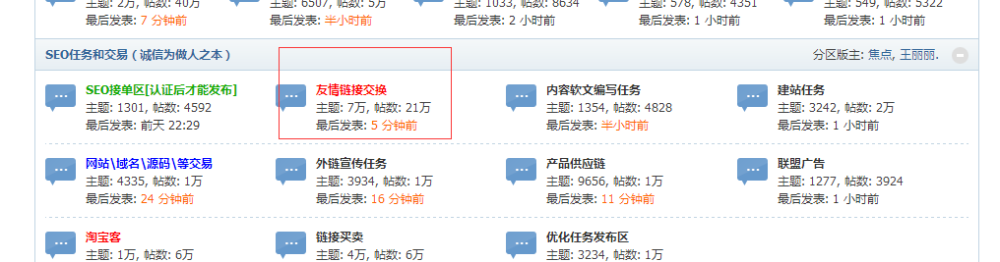 主题: 2万, 帖数: 40万
最后发表: 7 分钟前
主题: 6507, 帖数: 5万
最后发表: 半小时前
主题: 1033, 帖数: 8634
最后发表: 2 小时前
主题: 578, 帖数: 4351
最后发表: 1 小时前
主题: 549, 帖数: 5322
最后发表: 1 小时前
SEO任务和交易（诚信为做人之本）
分区版主: 焦点, 王丽丽.
SEO接单区[认证后才能发布]
主题: 1301, 帖数: 4592
最后发表: 前天 22:29
友情链接交换
主题: 7万, 帖数: 21万
最后发表: 5 分钟前
内容软文编写任务
主题: 1354, 帖数: 4828
最后发表: 半小时前
建站任务
主题: 3242, 帖数: 2万
最后发表: 1 小时前
网站\域名\源码\等交易
主题: 4335, 帖数: 1万
最后发表: 24 分钟前
外链宣传任务
主题: 3934, 帖数: 1万
最后发表: 16 分钟前
产品供应链
主题: 9656, 帖数: 1万
最后发表: 11 分钟前
联盟广告
主题: 1277, 帖数: 3924
最后发表: 1 小时前
淘宝客
主题: 1万, 帖数: 6万
链接买卖
主题: 4万, 帖数: 6万
优化任务发布区
主题: 3234, 帖数: 1万